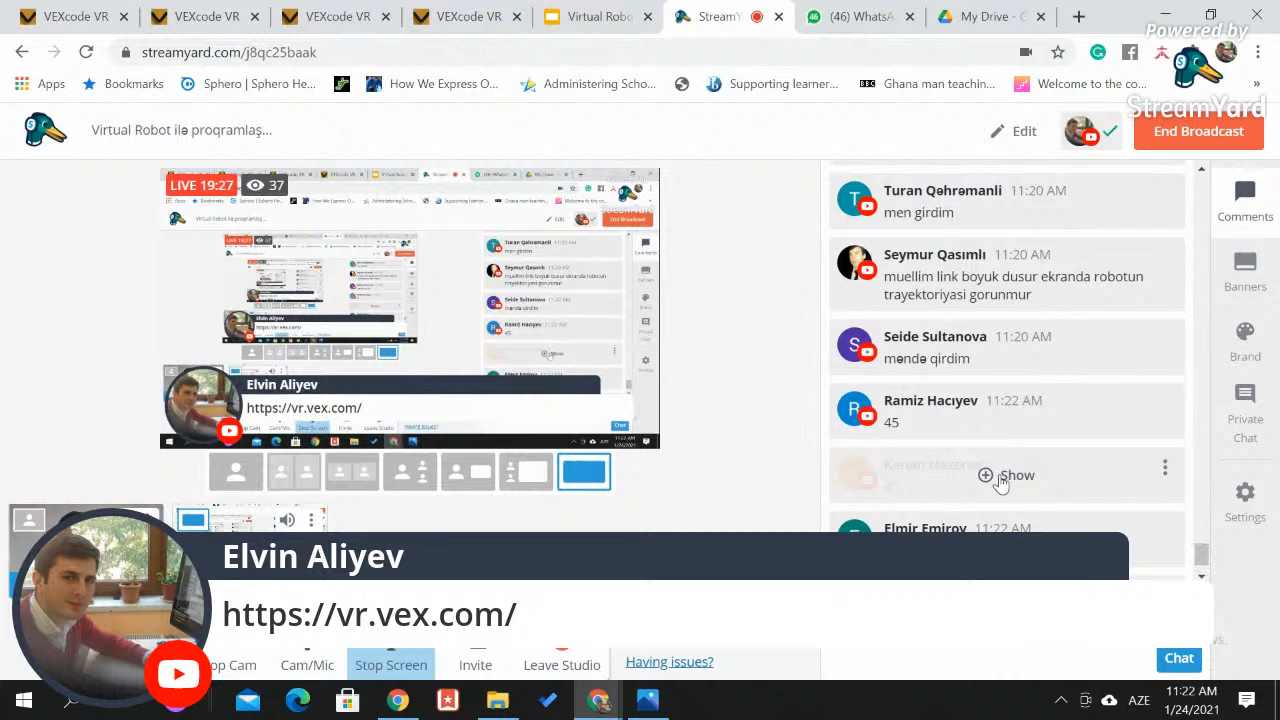 VEXcode VR
VEXcode VR
VEXcode VR
VEXcode VR
Virtual Robo
StreamY
(46) WhatsA
My Drive - G
Powered by
StreamYard
streamyard.com/j8qc25baak
Apps
Bookmarks
Sphero | Sphero He...
How We Express O...
Administering Scho...
Supporting learner...
Ghana man teachin...
Welcome to the co...
»
Virtual Robot ilə proqramlaş...
Edit
End Broadcast
LIVE 19:27
37
Elvin Aliyev
https://vr.vex.com/
Turan Qəhrəmanli 11:20 AM
men girdim
Seymur Qasımlı 11:20 AM
muellim link boyuk dusur ekranda robotun
trayektoriyasi gorunmur
Seide Sultanova 11:20 AM
məndə qirdim
Ramiz Hacıyev 11:22 AM
45
Show
Elmir Emirov 11:22 AM
Comments
Banners
Brand
Private
Chat
Settings
Elvin Aliyev
https://vr.vex.com/
op Cam
Cam/Mic
Stop Screen
Invite
Leave Studio
Having issues?
Chat
AZE
11:22 AM
1/24/2021